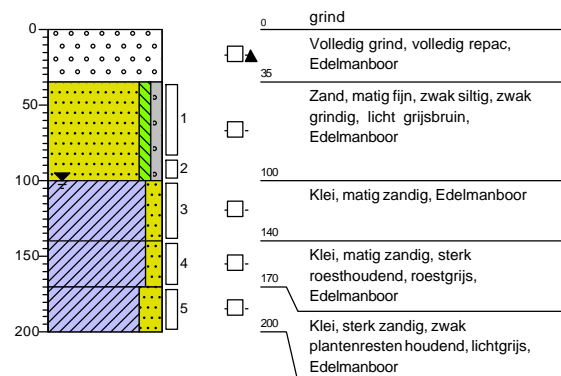 0
50
100
150
200
1
2
3
4
5
0
grind
Volledig grind, volledig repac,
Edelmanboor
35
Zand, matig fijn, zwak siltig, zwak
grindig, licht grijsbruin,
Edelmanboor
100
Klei, matig zandig, Edelmanboor
140
Klei, matig zandig, sterk
roesthoudend, roestgrijs,
Edelmanboor
170
Klei, sterk zandig, zwak
plantenresten houdend, lichtgrijs,
Edelmanboor
200